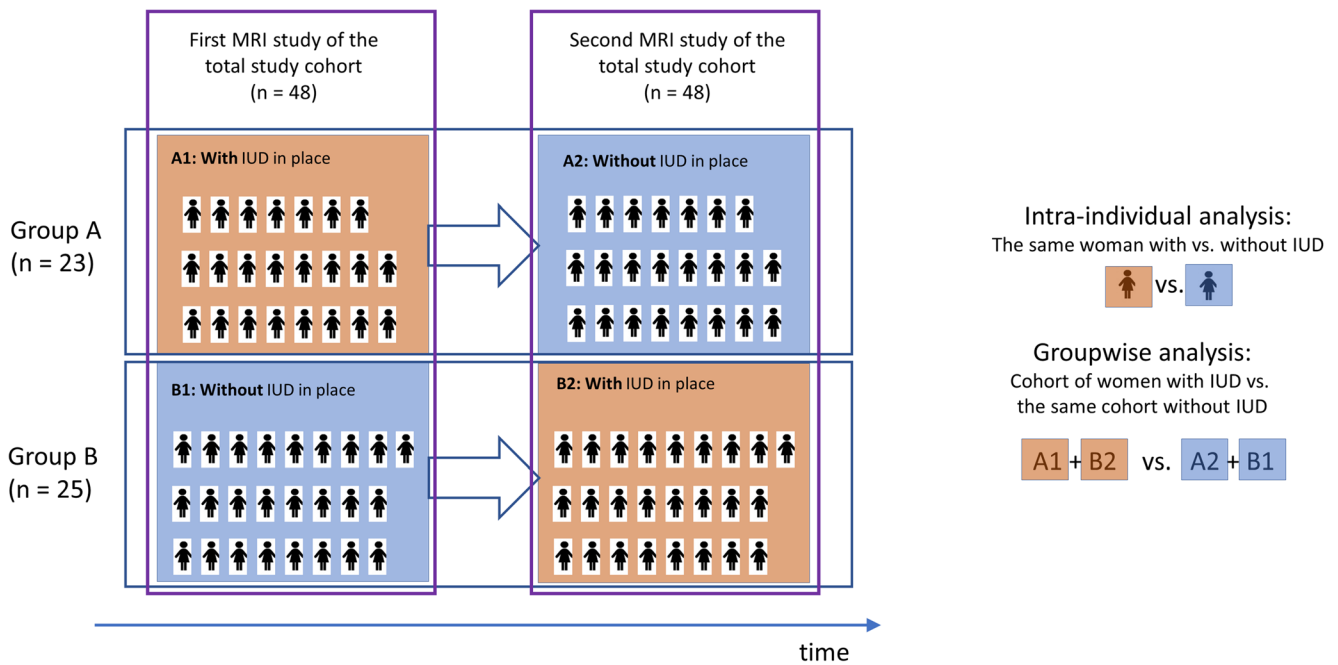 First MRI study of the
total study cohort
(n = 48)
Second MRI study of the
total study cohort
(n = 48)
Group A
(n = 23)
A1: With IUD in place
A2: Without IUD in place
Group B
(n = 25)
B1: Without IUD in place
B2: With IUD in place
time
Intra-individual analysis:
The same woman with vs. without IUD
vs.
Groupwise analysis:
Cohort of women with IUD vs.
the same cohort without IUD
A1 + B2 vs. A2 + B1